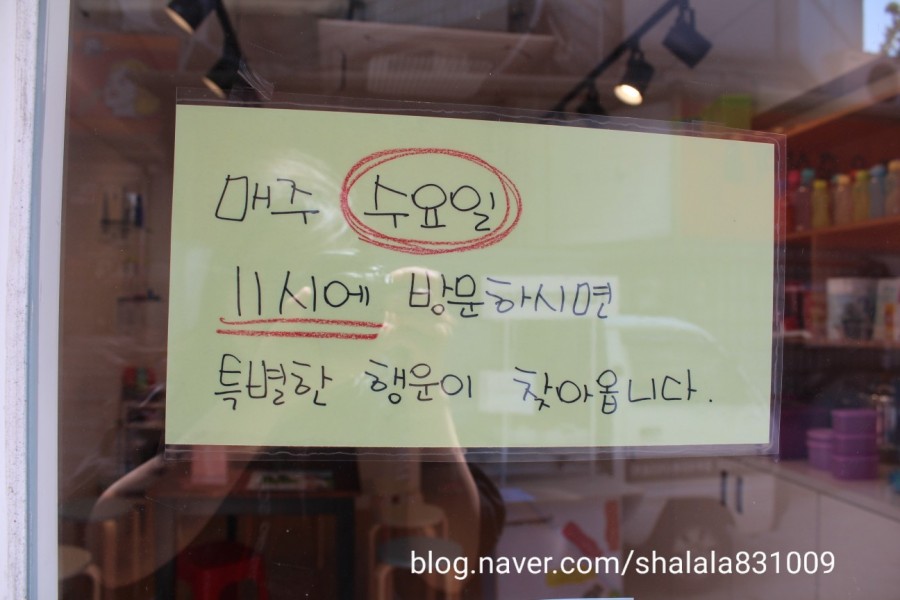 매주 수요일
11시에 방문하시면
특별한 행운이 찾아옵니다.
blog.naver.com/shalala831009